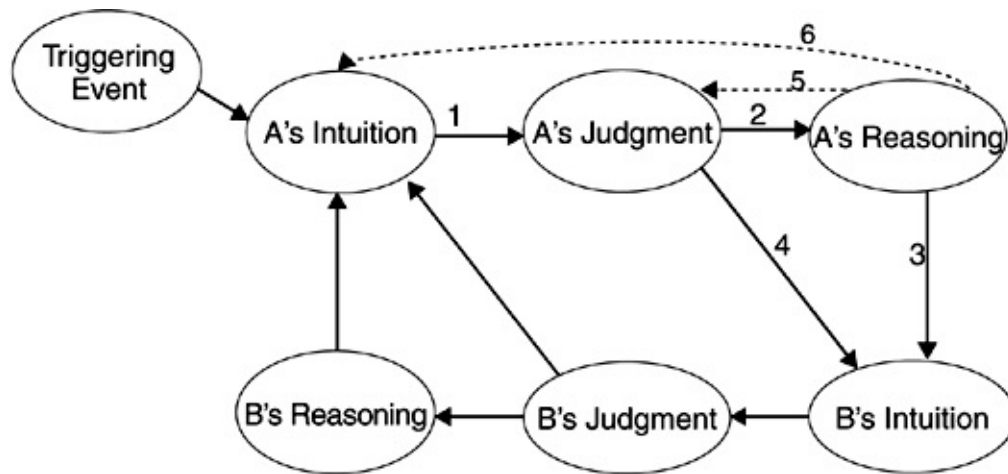 Triggering
Event
6
5
A's Intuition
1
A's Judgment
2
A's Reasoning
4
3
B's Reasoning
B's Judgment
B's Intuition